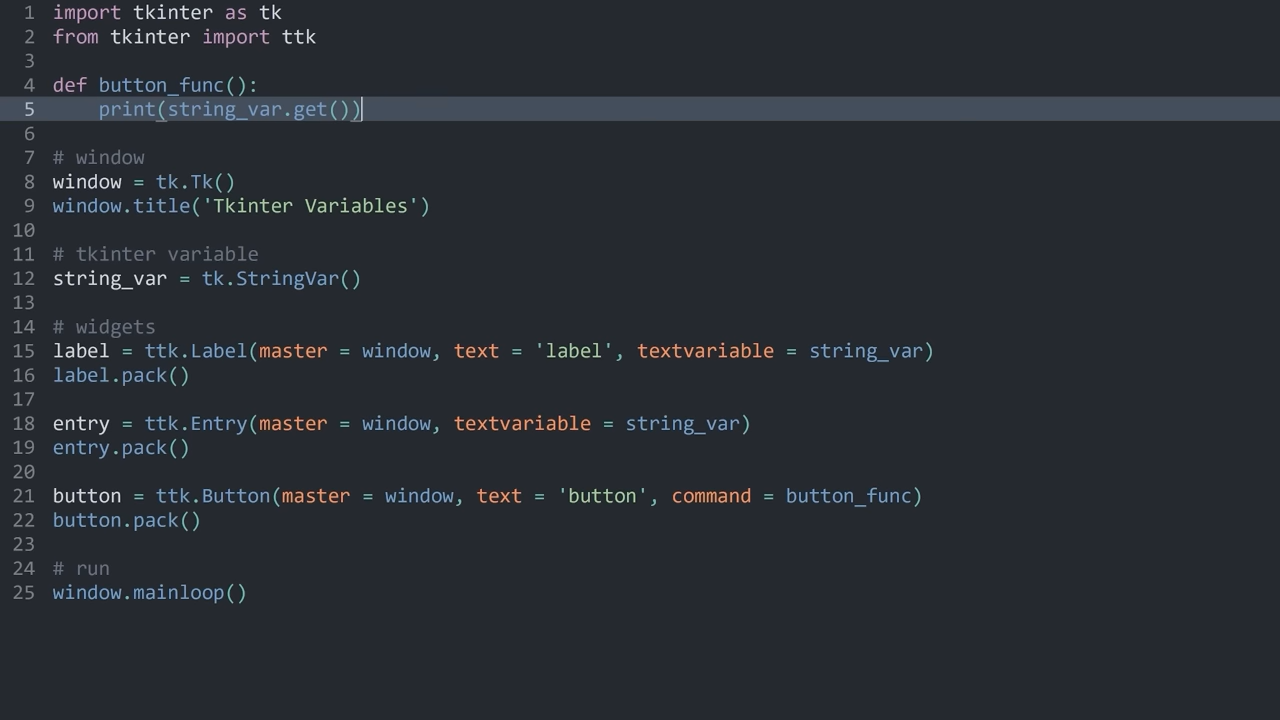 1 import tkinter as tk
2 from tkinter import ttk
3
4 def button_func():
5     print(string_var.get())
6
7 # window
8 window = tk.Tk()
9 window.title('Tkinter Variables')
10
11 # tkinter variable
12 string_var = tk.StringVar()
13
14 # widgets
15 label = ttk.Label(master = window, text = 'label', textvariable = string_var)
16 label.pack()
17
18 entry = ttk.Entry(master = window, textvariable = string_var)
19 entry.pack()
20
21 button = ttk.Button(master = window, text = 'button', command = button_func)
22 button.pack()
23
24 # run
25 window.mainloop()